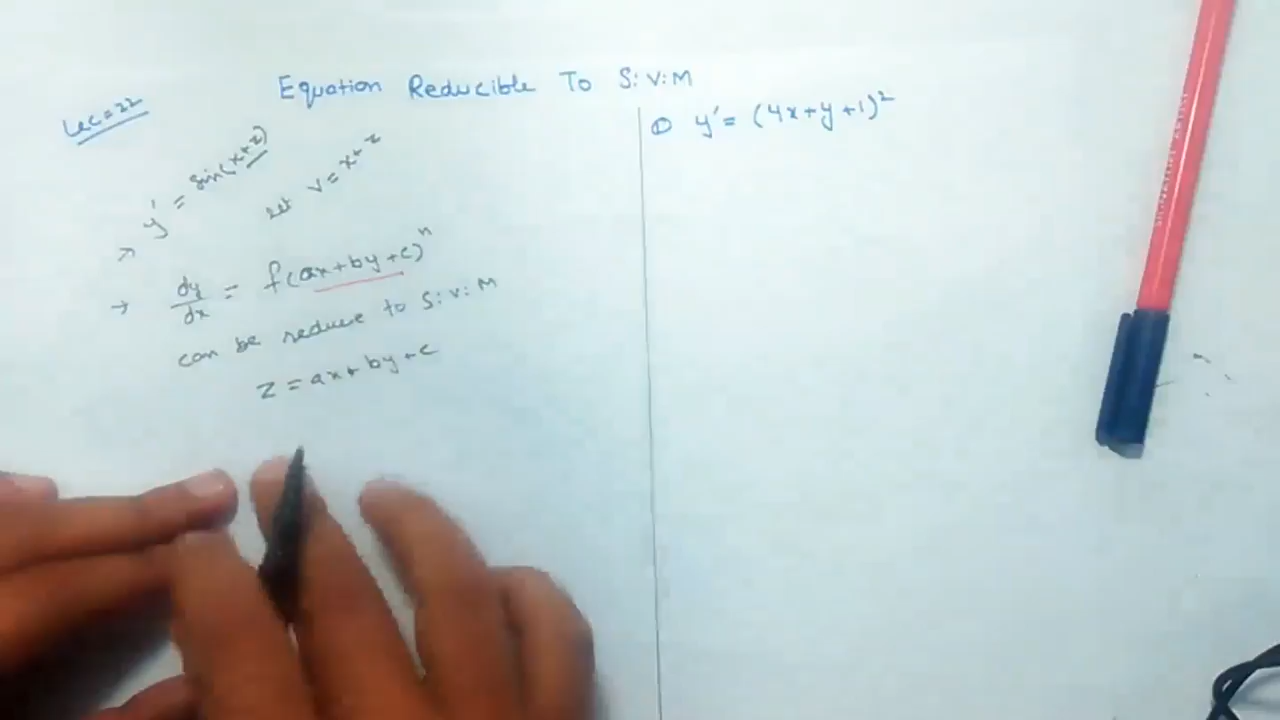 Equation Reducible To S:V:M
Lec=22
→ y' = sin(x+z)
let v=x+z
→ dy/dx = f(ax+by+c)^n
can be reduce to S:V:M
z=ax+by+c
① y'= (4x+y+1)²